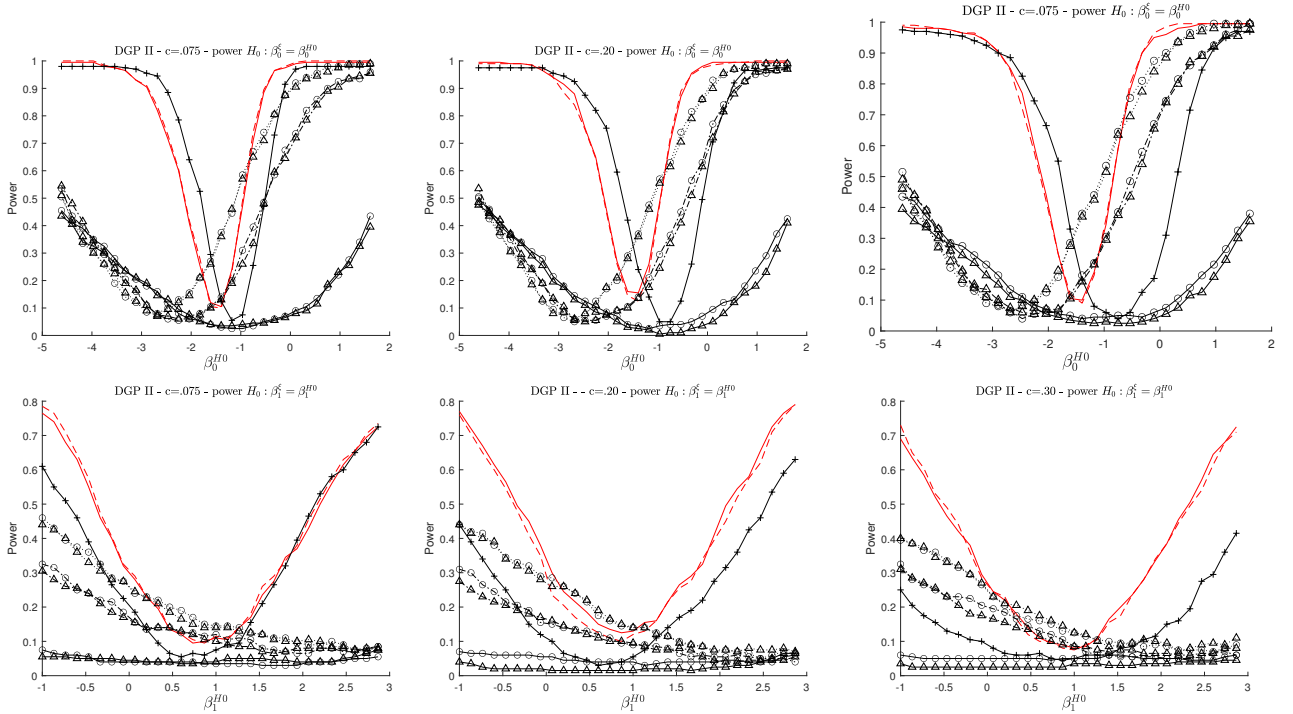 DGP II - c=.075 - power H₀ : β₀^ξ = β₀^H0
Power
1
0.9
0.8
0.7
0.6
0.5
0.4
0.3
0.2
0.1
0
-5 -4 -3 -2 -1 0 1 2
β₀^H0
DGP II - c=.20 - power H₀ : β₀^ξ = β₀^H0
Power
1
0.9
0.8
0.7
0.6
0.5
0.4
0.3
0.2
0.1
0
-5 -4 -3 -2 -1 0 1 2
β₀^H0
DGP II - c=.075 - power H₀ : β₀^ξ = β₀^H0
Power
1
0.9
0.8
0.7
0.6
0.5
0.4
0.3
0.2
0.1
0
-5 -4 -3 -2 -1 0 1 2
β₀^H0
DGP II - c=.075 - power H₀ : β₁^ξ = β₁^H0
Power
0.8
0.7
0.6
0.5
0.4
0.3
0.2
0.1
0
-1 -0.5 0 0.5 1 1.5 2 2.5 3
β₁^H0
DGP II - - c=.20 - power H₀ : β₁^ξ = β₁^H0
Power
0.8
0.7
0.6
0.5
0.4
0.3
0.2
0.1
0
-1 -0.5 0 0.5 1 1.5 2 2.5 3
β₁^H0
DGP II - c=.30 - power H₀ : β₁^ξ = β₁^H0
Power
0.8
0.7
0.6
0.5
0.4
0.3
0.2
0.1
0
-1 -0.5 0 0.5 1 1.5 2 2.5 3
β₁^H0